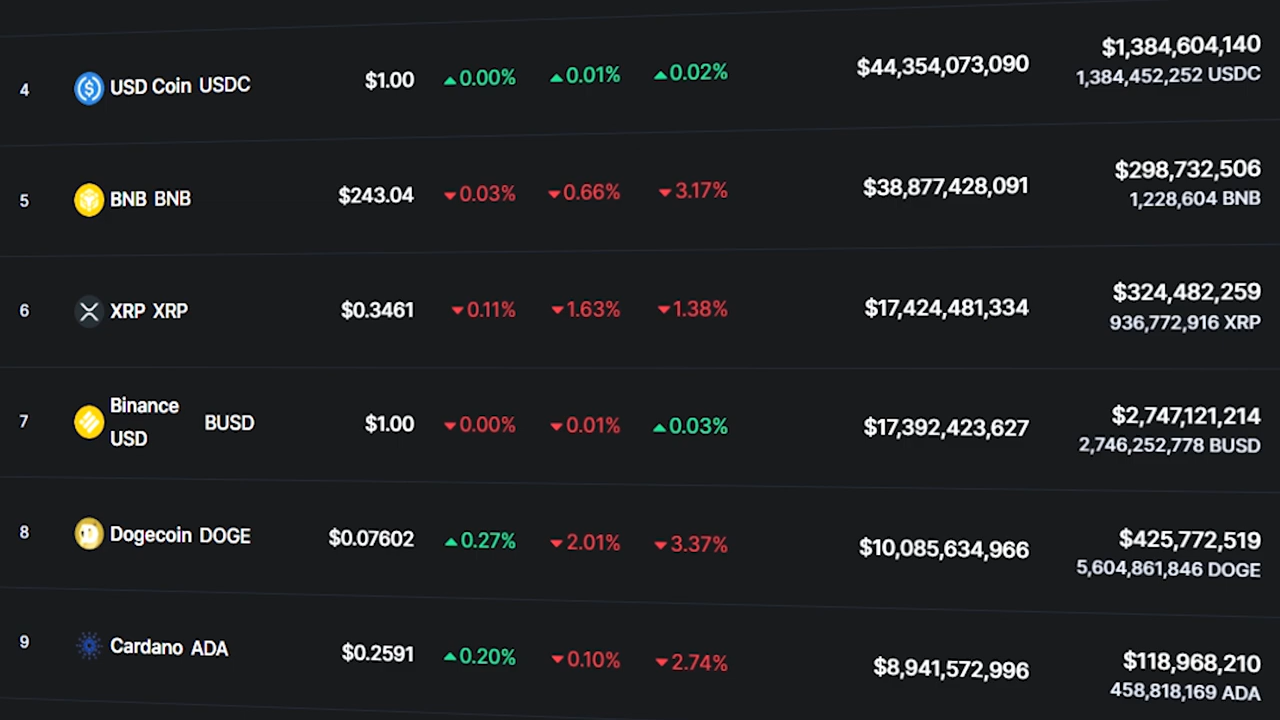 4 USD Coin USDC $1.00 0.00% 0.01% 0.02% $44,354,073,090 $1,384,604,140
1,384,452,252 USDC
5 BNB BNB $243.04 0.03% 0.66% 3.17% $38,877,428,091 $298,732,506
1,228,604 BNB
6 XRP XRP $0.3461 0.11% 1.63% 1.38% $17,424,481,334 $324,482,259
936,772,916 XRP
7 Binance USD BUSD $1.00 0.00% 0.01% 0.03% $17,392,423,627 $2,747,121,214
2,746,252,778 BUSD
8 Dogecoin DOGE $0.07602 0.27% 2.01% 3.37% $10,085,634,966 $425,772,519
5,604,861,846 DOGE
9 Cardano ADA $0.2591 0.20% 0.10% 2.74% $8,941,572,996 $118,968,210
458,818,169 ADA